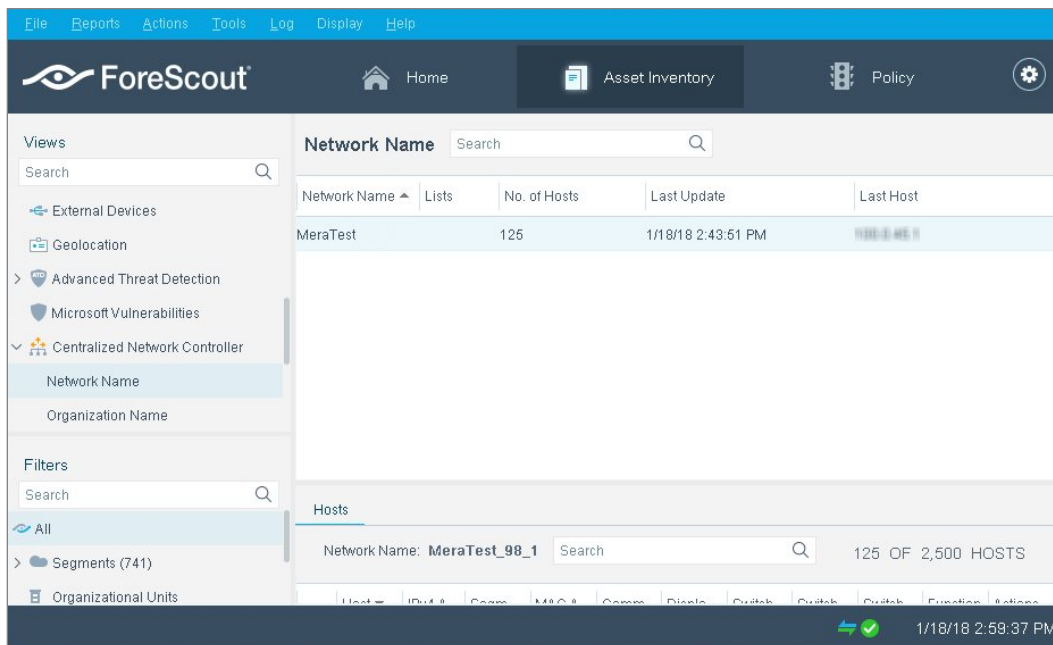 File Reports Actions Tools Log Display Help
ForeScout
Home
Asset Inventory
Policy
Views
Search
External Devices
Geolocation
ATD Advanced Threat Detection
Microsoft Vulnerabilities
Centralized Network Controller
Network Name
Organization Name
Filters
Search
All
Segments (741)
Organizational Units
Network Name Search
Network Name Lists No. of Hosts Last Update Last Host
MeraTest 125 1/18/18 2:43:51 PM
Hosts
Network Name: MeraTest_98_1 Search 125 OF 2,500 HOSTS
1/18/18 2:59:37 PM